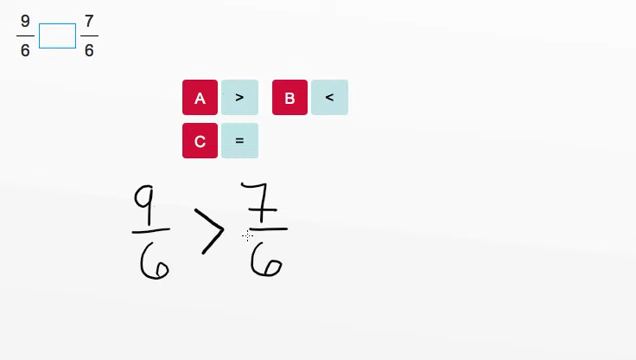 9/6 □ 7/6
A > B <
C =
9/6 > 7/6